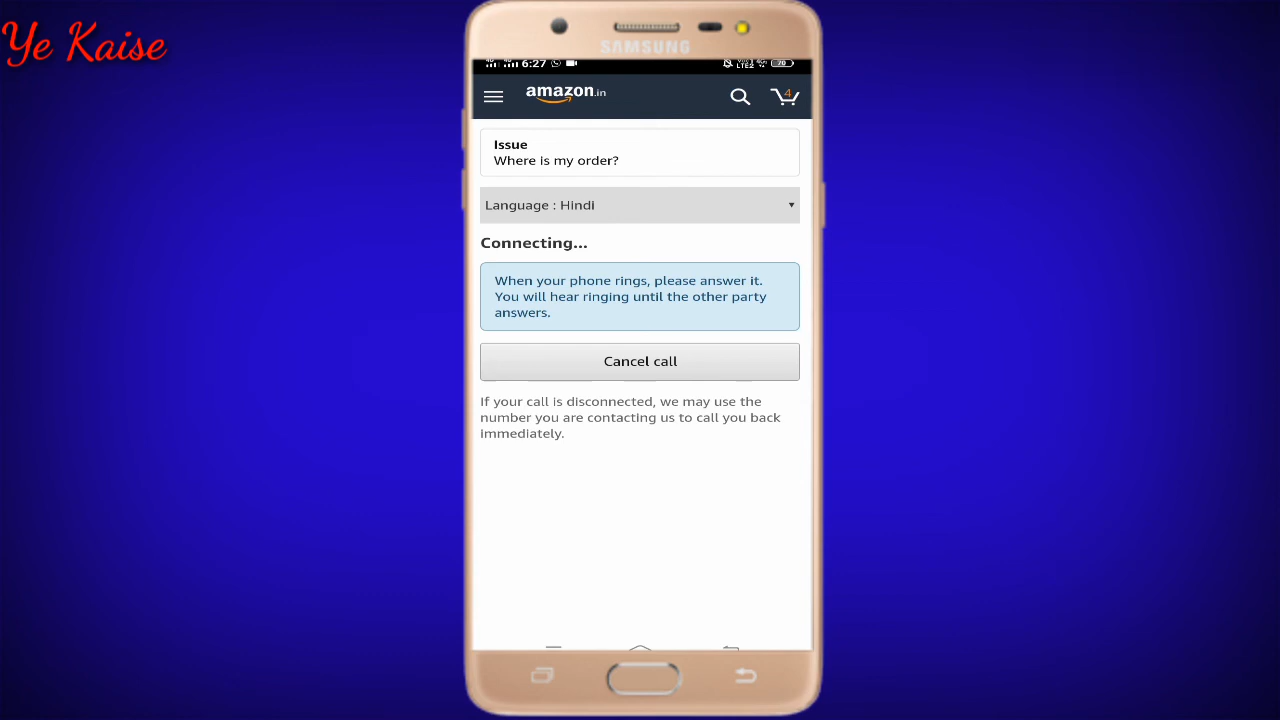 Ye Kaise
SAMSUNG
6:27
70
amazon.in
4
Issue
Where is my order?
Language : Hindi
Connecting...
When your phone rings, please answer it.
You will hear ringing until the other party
answers.
Cancel call
If your call is disconnected, we may use the
number you are contacting us to call you back
immediately.